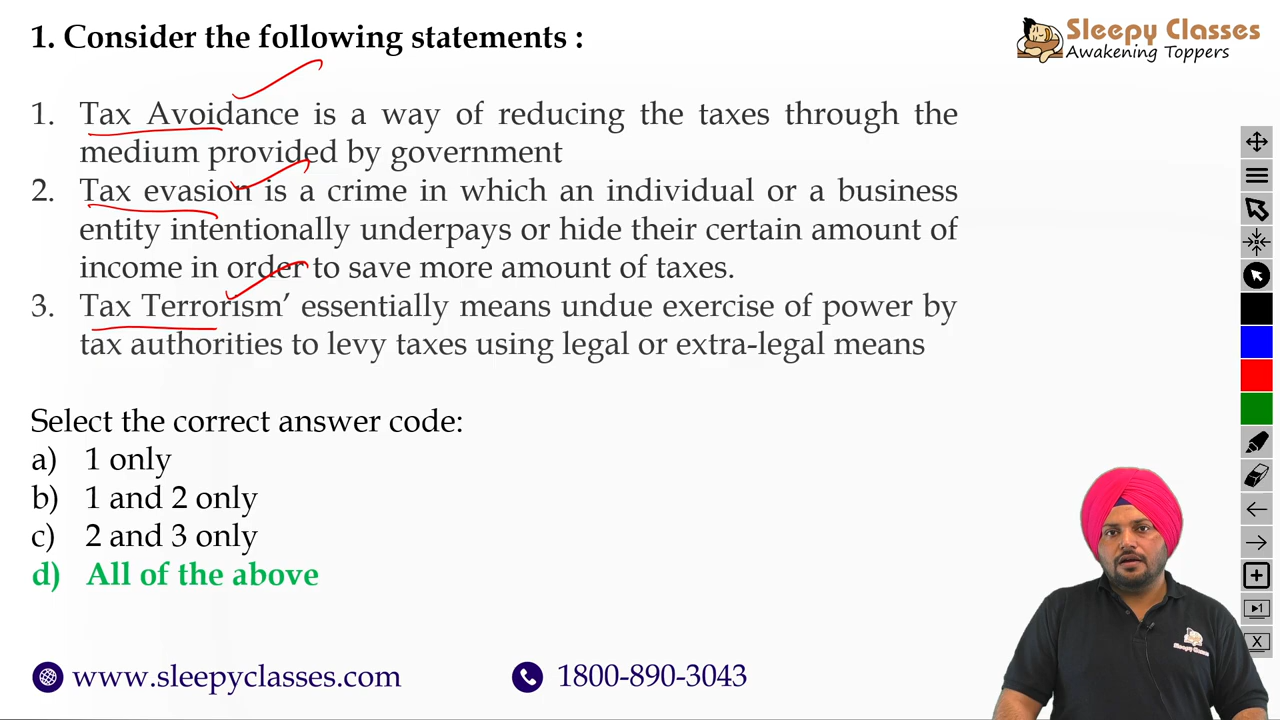 1. Consider the following statements :
Sleepy Classes
Awakening Toppers
1. Tax Avoidance is a way of reducing the taxes through the
medium provided by government
2. Tax evasion is a crime in which an individual or a business
entity intentionally underpays or hide their certain amount of
income in order to save more amount of taxes.
3. Tax Terrorism’ essentially means undue exercise of power by
tax authorities to levy taxes using legal or extra-legal means
Select the correct answer code:
a) 1 only
b) 1 and 2 only
c) 2 and 3 only
d) All of the above
www.sleepyclasses.com
1800-890-3043
Sleepy Classes
1
X